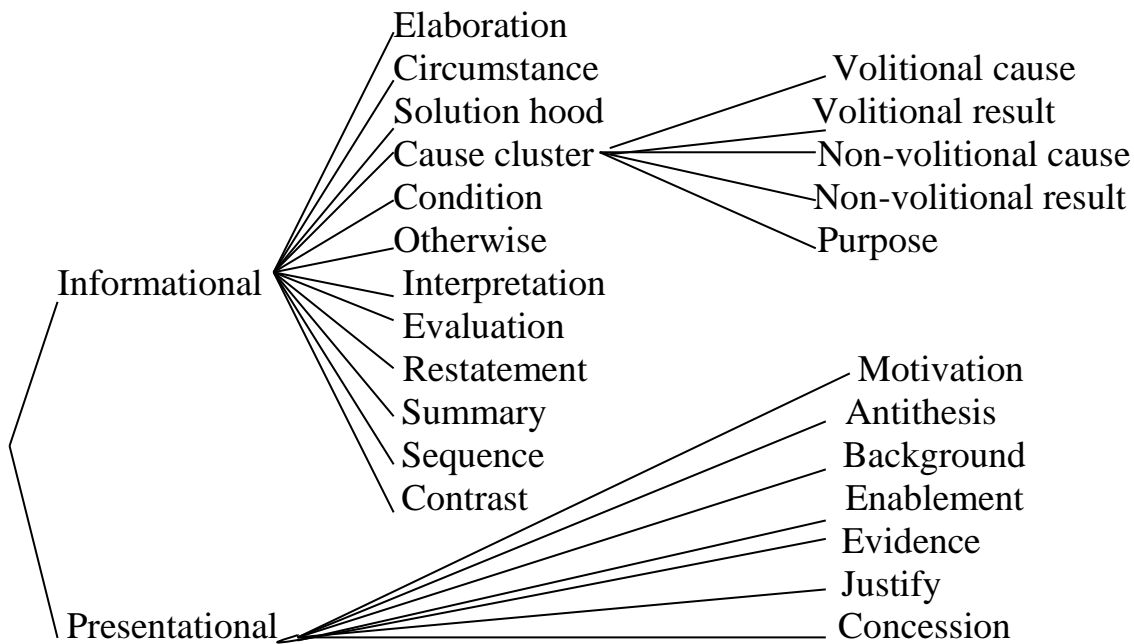 Elaboration
Circumstance
Solution hood
Cause cluster
Condition
Otherwise
Interpretation
Evaluation
Restatement
Summary
Sequence
Contrast
Volitional cause
Volitional result
Non-volitional cause
Non-volitional result
Purpose
Informational
Motivation
Antithesis
Background
Enablement
Evidence
Justify
Concession
Presentational